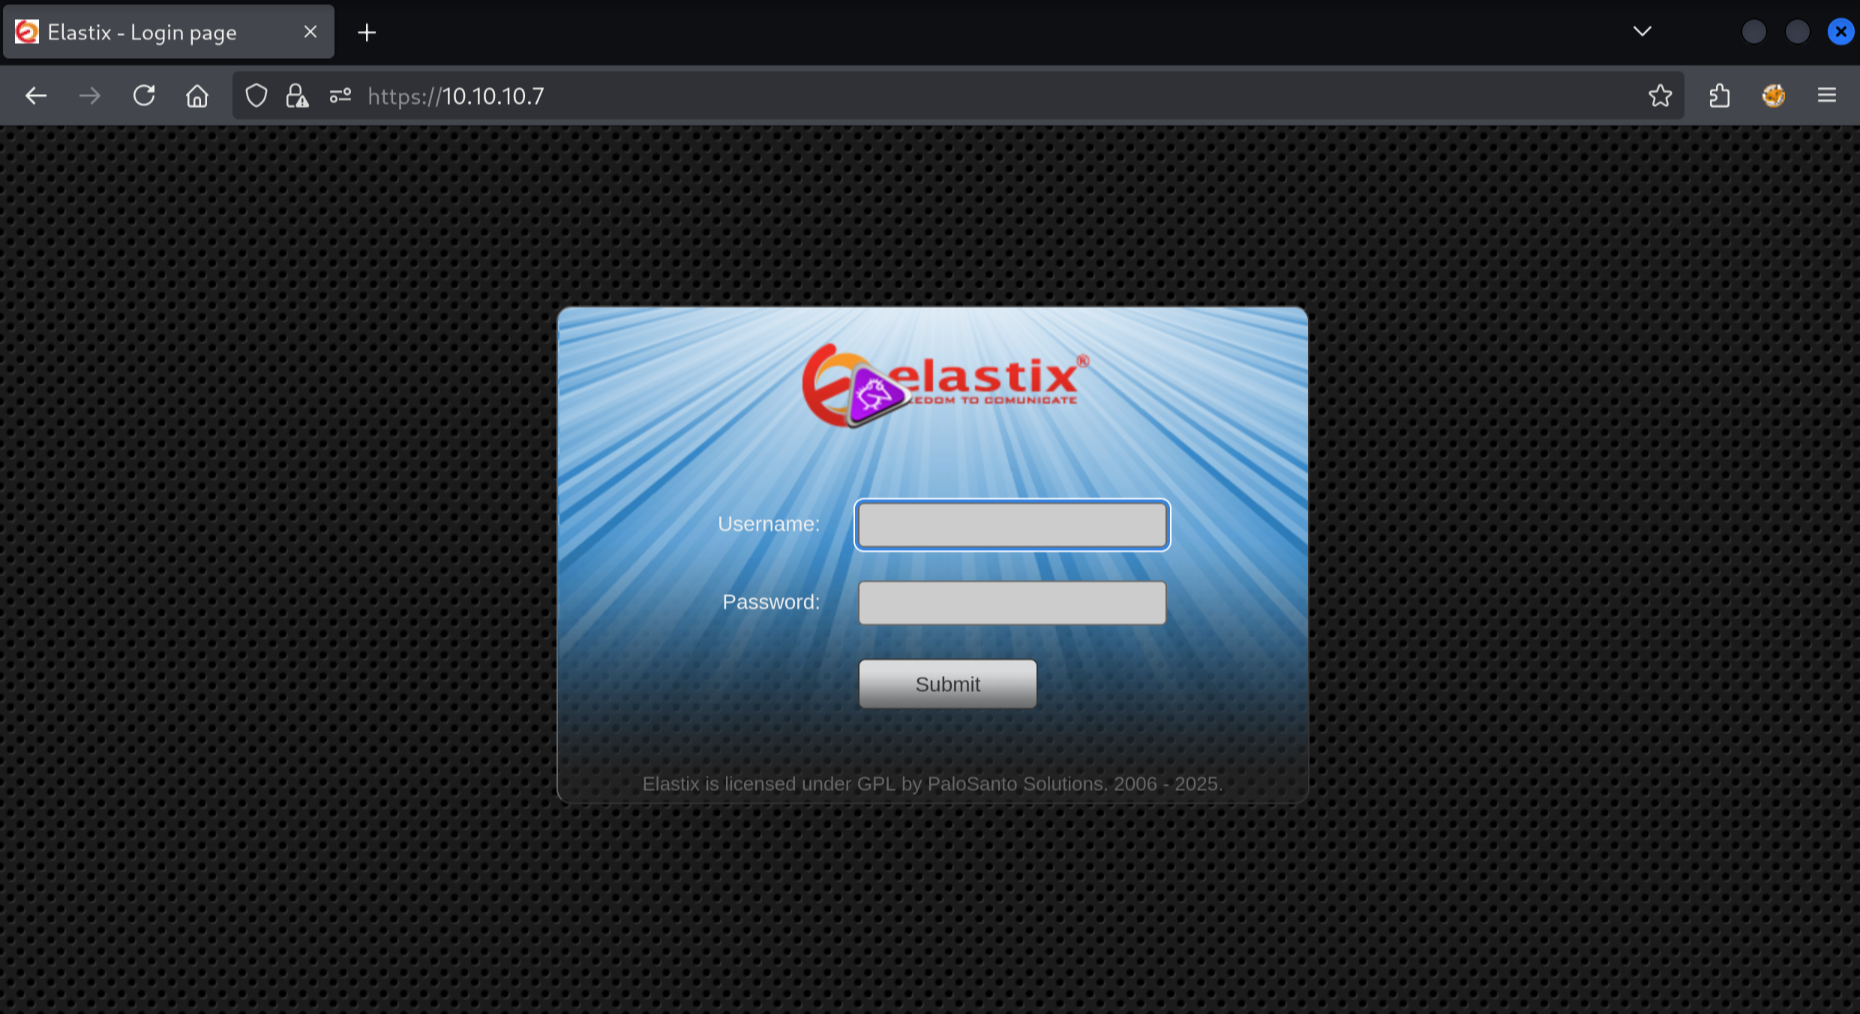 Elastix - Login page
https://10.10.10.7
elastix®
EDOM TO COMUNICATE
Username:
Password:
Submit
Elastix is licensed under GPL by PaloSanto Solutions. 2006 - 2025.